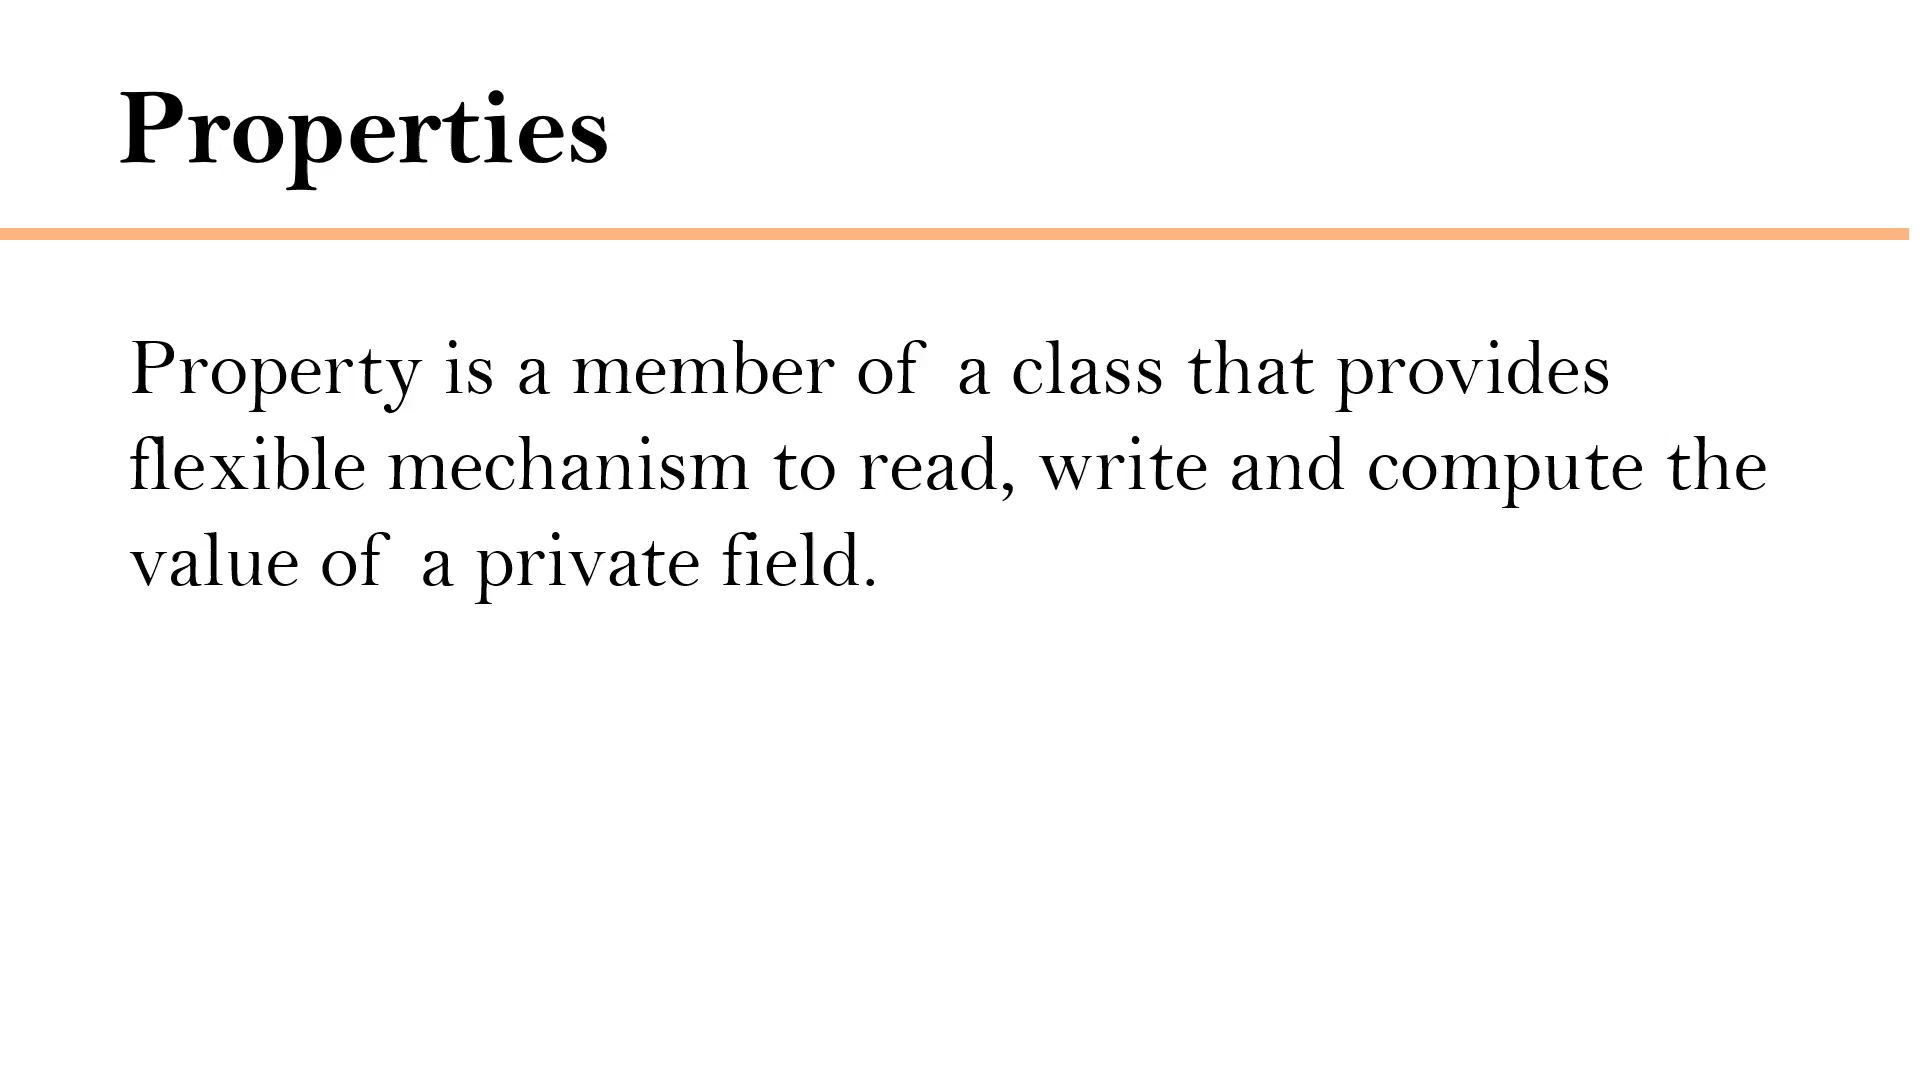 Properties
Property is a member of a class that provides
flexible mechanism to read, write and compute the
value of a private field.